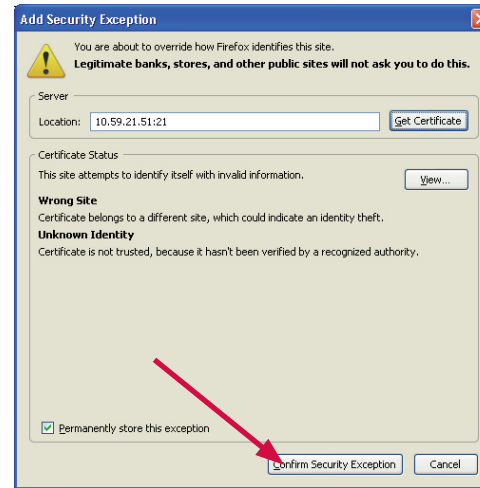 Add Security Exception
You are about to override how Firefox identifies this site.
Legitimate banks, stores, and other public sites will not ask you to do this.
Server
Location: 10.59.21.51:21 Get Certificate
Certificate Status
This site attempts to identify itself with invalid information. View...
Wrong Site
Certificate belongs to a different site, which could indicate an identity theft.
Unknown Identity
Certificate is not trusted, because it hasn't been verified by a recognized authority.
Permanently store this exception
Confirm Security Exception Cancel